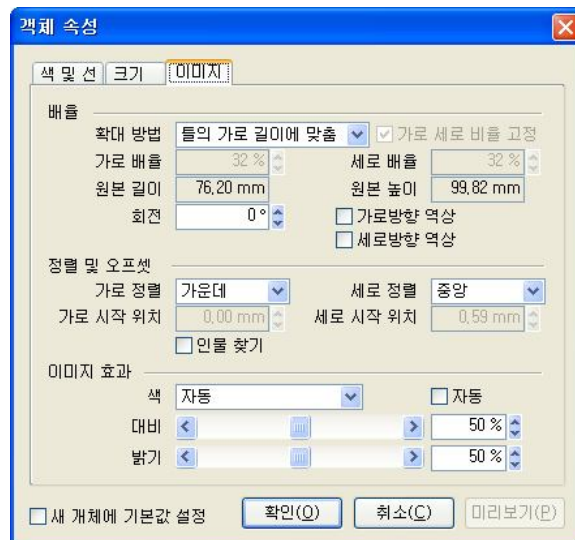 객체 속성
색 및 선 크기 이미지
배율
확대 방법 틀의 가로 길이에 맞춤 가로 세로 비율 고정
가로 배율 32 % 세로 배율 32 %
원본 길이 76,20 mm 원본 높이 99,82 mm
회전 0 ° 가로방향 역상
세로방향 역상
정렬 및 오프셋
가로 정렬 가운데 세로 정렬 중앙
가로 시작 위치 0,00 mm 세로 시작 위치 0,59 mm
인물 찾기
이미지 효과
색 자동 자동
대비 50 %
밝기 50 %
새 개체에 기본값 설정 확인(O) 취소(C) 미리보기(P)